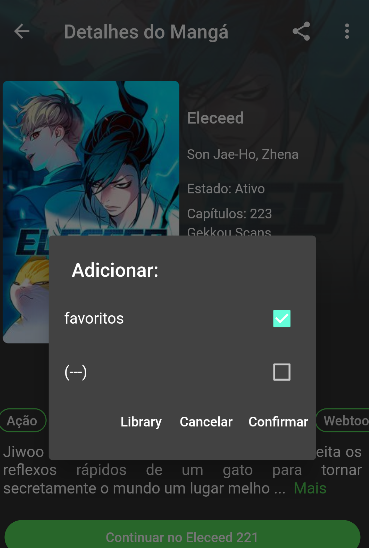 Detalhes do Mangá
Eleceed
Son Jae-Ho, Zhena
Estado: Ativo
Capítulos: 223
Gekkou Scans
ELECEED
Adicionar:
favoritos
(---)
Library Cancelar Confirmar
Ação
Webtoo
Jiwoo
eita os
reflexos rápidos de um gato para tornar
secretamente o mundo um lugar melho ... Mais
Continuar no Eleceed 221